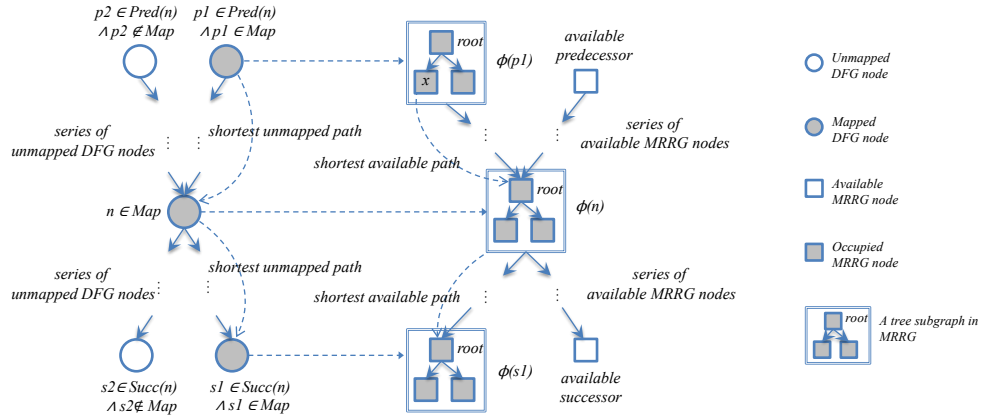 p2 ∈ Pred(n)
∧ p2 ∉ Map
p1 ∈ Pred(n)
∧ p1 ∈ Map
root
x
ϕ(p1)
available
predecessor
Unmapped
DFG node
series of
unmapped DFG nodes
shortest unmapped path
series of
available MRRG nodes
Mapped
DFG node
shortest available path
n ∈ Map
root
ϕ(n)
Available
MRRG node
Occupied
MRRG node
series of
unmapped DFG nodes
shortest unmapped path
shortest available path
series of
available MRRG nodes
root
A tree subgraph in
MRRG
root
ϕ(s1)
s2 ∈ Succ(n)
∧ s2 ∉ Map
s1 ∈ Succ(n)
∧ s1 ∈ Map
available
successor